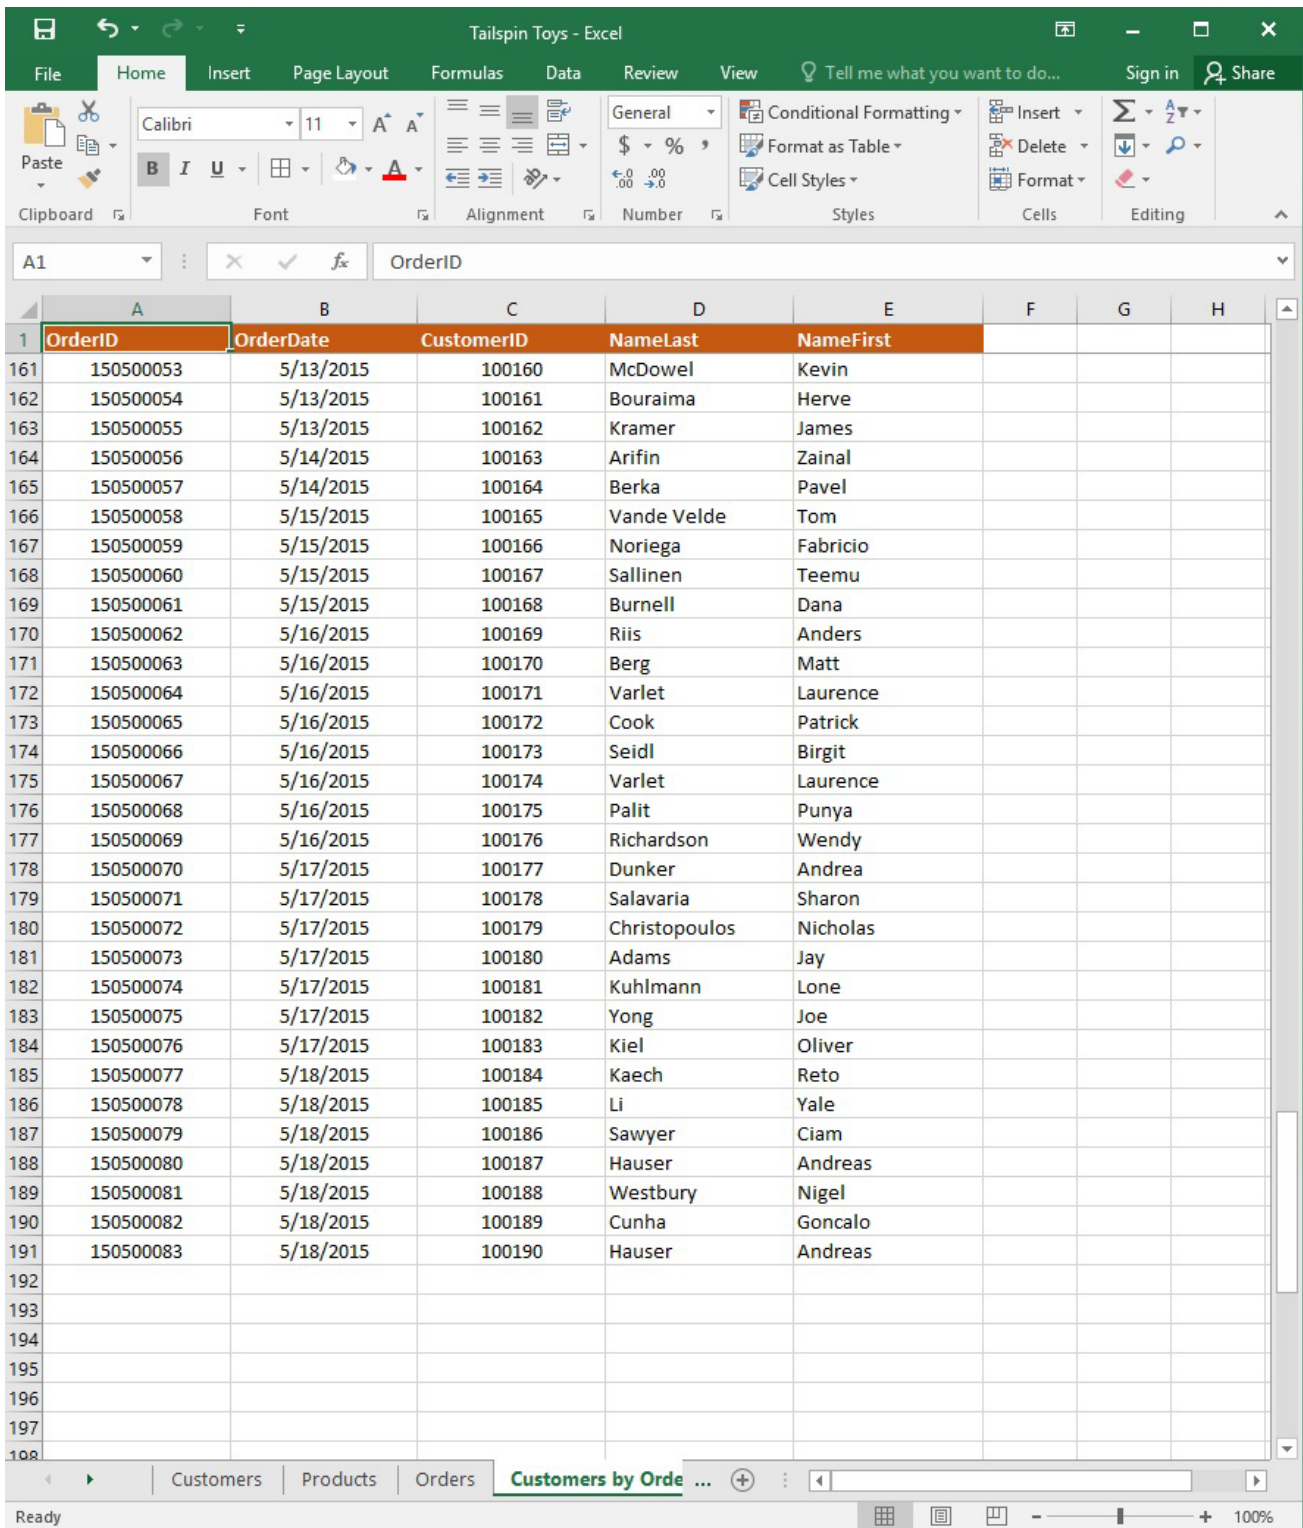 Tailspin Toys - Excel
File Home Insert Page Layout Formulas Data Review View Tell me what you want to do... Sign in Share
Paste Calibri 11 A A General Conditional Formatting Insert Σ A Z
B I U A $ % , Format as Table Delete
.0 .00 .00 .0 Cell Styles Format
Clipboard Font Alignment Number Styles Cells Editing
A1 fx OrderID
A B C D E F G H
1 OrderID OrderDate CustomerID NameLast NameFirst
161 150500053 5/13/2015 100160 McDowel Kevin
162 150500054 5/13/2015 100161 Bouraima Herve
163 150500055 5/13/2015 100162 Kramer James
164 150500056 5/14/2015 100163 Arifin Zainal
165 150500057 5/14/2015 100164 Berka Pavel
166 150500058 5/15/2015 100165 Vande Velde Tom
167 150500059 5/15/2015 100166 Noriega Fabricio
168 150500060 5/15/2015 100167 Sallinen Teemu
169 150500061 5/15/2015 100168 Burnell Dana
170 150500062 5/16/2015 100169 Riis Anders
171 150500063 5/16/2015 100170 Berg Matt
172 150500064 5/16/2015 100171 Varlet Laurence
173 150500065 5/16/2015 100172 Cook Patrick
174 150500066 5/16/2015 100173 Seidl Birgit
175 150500067 5/16/2015 100174 Varlet Laurence
176 150500068 5/16/2015 100175 Palit Punya
177 150500069 5/16/2015 100176 Richardson Wendy
178 150500070 5/17/2015 100177 Dunker Andrea
179 150500071 5/17/2015 100178 Salavaria Sharon
180 150500072 5/17/2015 100179 Christopoulos Nicholas
181 150500073 5/17/2015 100180 Adams Jay
182 150500074 5/17/2015 100181 Kuhlmann Lone
183 150500075 5/17/2015 100182 Yong Joe
184 150500076 5/17/2015 100183 Kiel Oliver
185 150500077 5/18/2015 100184 Kaech Reto
186 150500078 5/18/2015 100185 Li Yale
187 150500079 5/18/2015 100186 Sawyer Ciam
188 150500080 5/18/2015 100187 Hauser Andreas
189 150500081 5/18/2015 100188 Westbury Nigel
190 150500082 5/18/2015 100189 Cunha Goncalo
191 150500083 5/18/2015 100190 Hauser Andreas
192
193
194
195
196
197
198
Customers Products Orders Customers by Orde ...
Ready 100%